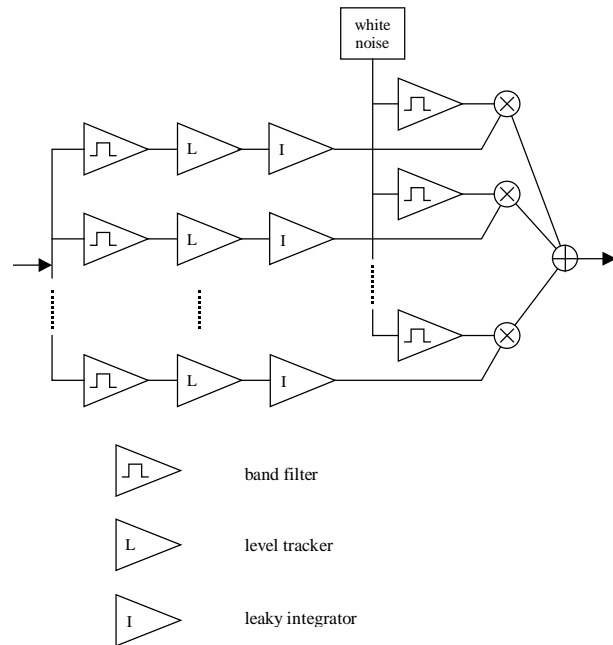 white
noise
L
I
L
I
L
I
band filter
L
level tracker
I
leaky integrator